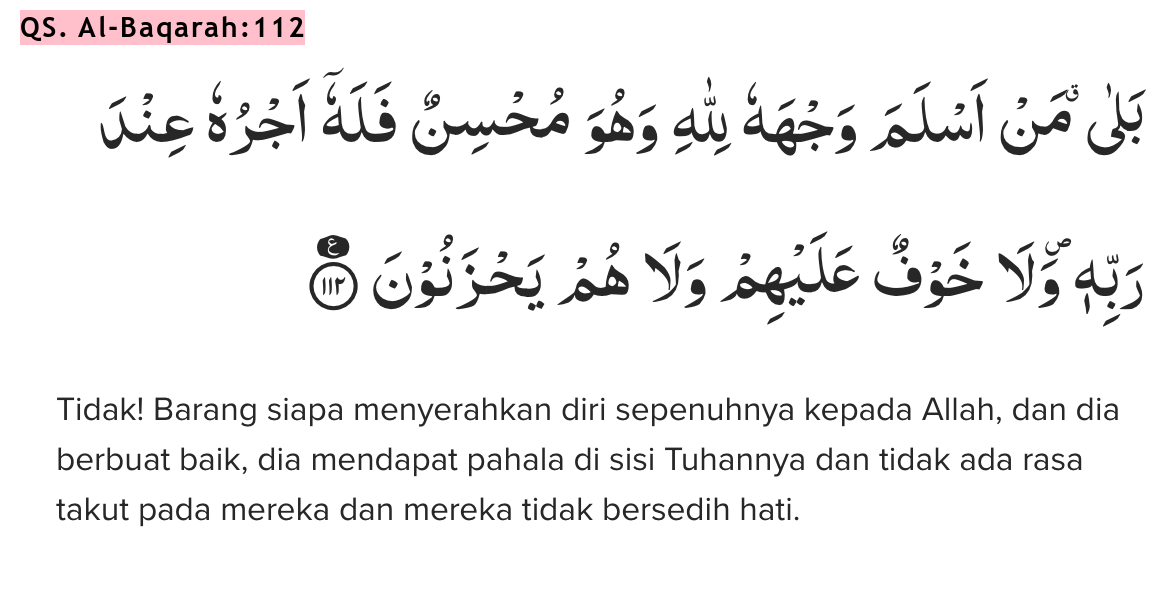 QS. Al-Baqarah:112
بَلٰى مَنْ اَسْلَمَ وَجْهَهٗ لِلّٰهِ وَهُوَ مُحْسِنٌ فَلَهٗٓ اَجْرُهٗ عِنْدَ
رَبِّهٖۖ وَلَا خَوْفٌ عَلَيْهِمْ وَلَا هُمْ يَحْزَنُوْنَ ࣖ ١١٢
Tidak! Barang siapa menyerahkan diri sepenuhnya kepada Allah, dan dia
berbuat baik, dia mendapat pahala di sisi Tuhannya dan tidak ada rasa
takut pada mereka dan mereka tidak bersedih hati.